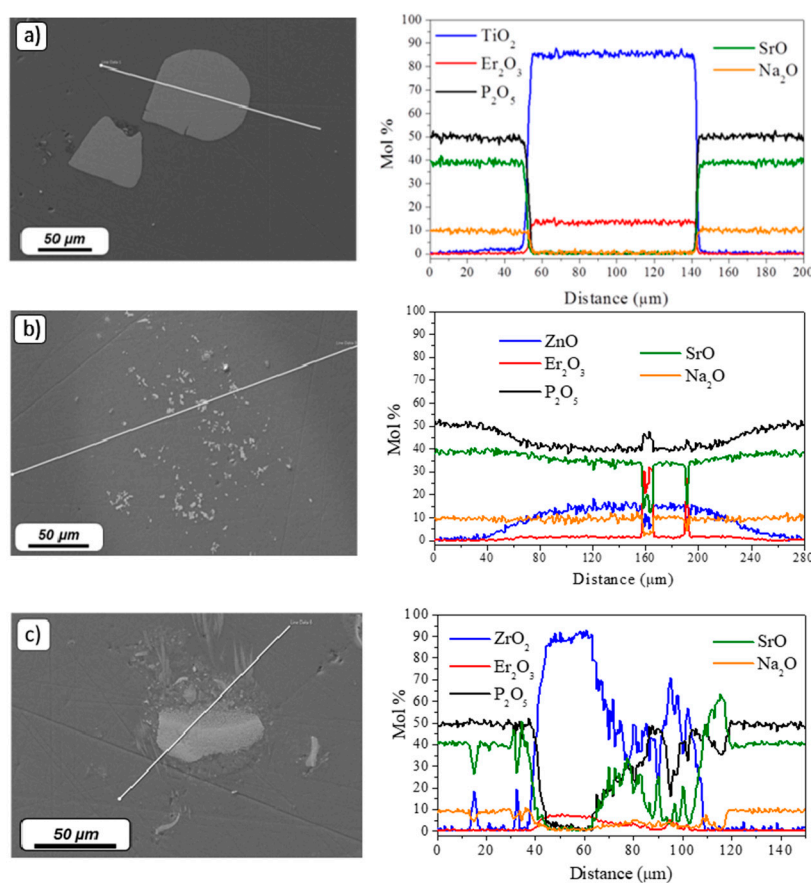 a)
50 µm
TiO₂
Er₂O₃
P₂O₅
SrO
Na₂O
Mol %
100
90
80
70
60
50
40
30
20
10
0
0 20 40 60 80 100 120 140 160 180 200
Distance (µm)
b)
50 µm
ZnO
Er₂O₃
P₂O₅
SrO
Na₂O
Mol %
100
90
80
70
60
50
40
30
20
10
0
0 40 80 120 160 200 240 280
Distance (µm)
c)
50 µm
ZrO₂
Er₂O₃
P₂O₅
SrO
Na₂O
Mol %
100
90
80
70
60
50
40
30
20
10
0
0 20 40 60 80 100 120 140
Distance (µm)